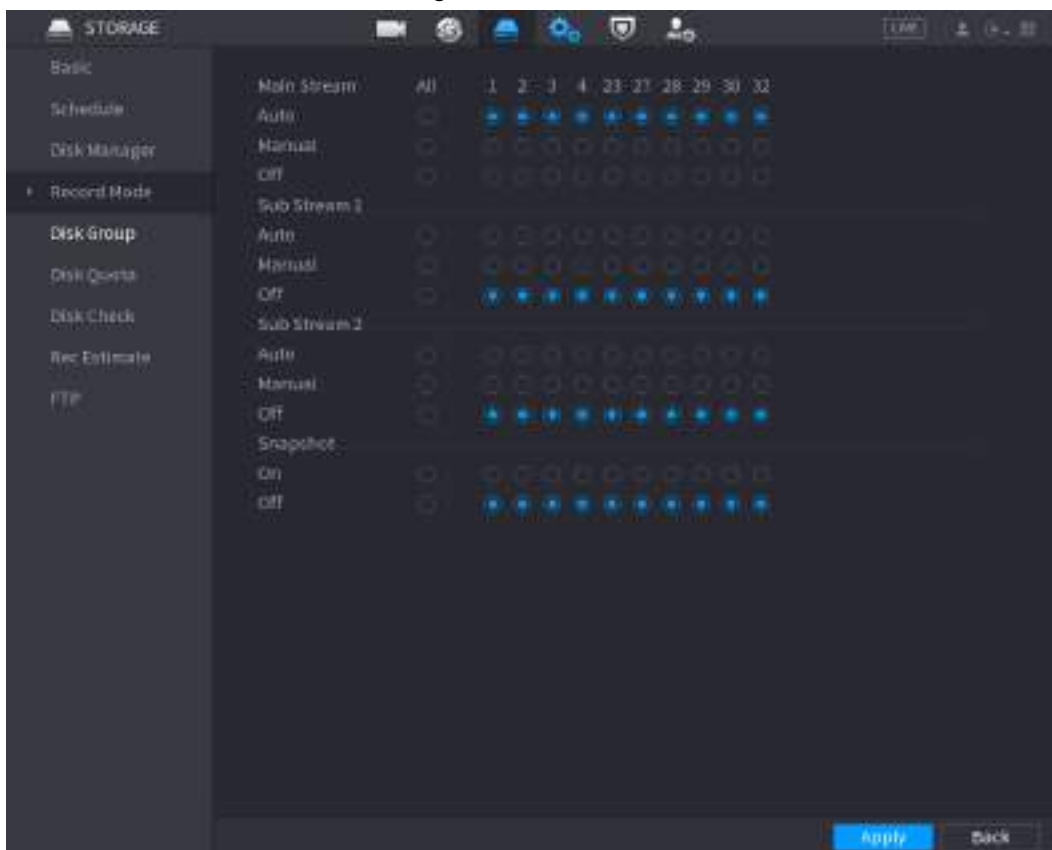 STORAGE
LIVE
Basic
Schedule
Disk Manager
Record Mode
Disk Group
Disk Quota
Disk Check
Rec Estimate
FTP
Main Stream All 1 2 3 4 23 27 28 29 30 32
Auto
Manual
Off
Sub Stream 1
Auto
Manual
Off
Sub Stream 2
Auto
Manual
Off
Snapshot
On
Off
Apply Back